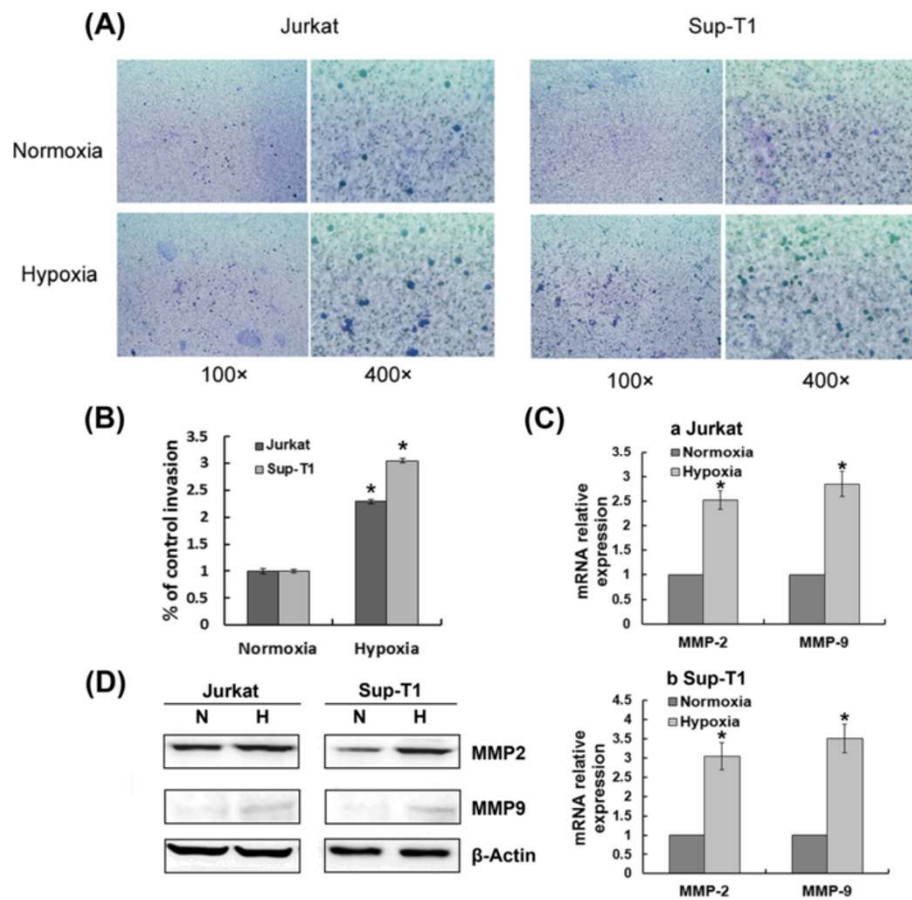 (A)
Jurkat
Sup-T1
Normoxia
Hypoxia
100×
400×
100×
400×
(B)
% of control invasion
3.5
3
2.5
2
1.5
1
0.5
0
Jurkat
Sup-T1
*
*
Normoxia
Hypoxia
(C)
a Jurkat
mRNA relative
expression
3.5
3
2.5
2
1.5
1
0.5
0
Normoxia
Hypoxia
*
*
MMP-2
MMP-9
b Sup-T1
mRNA relative
expression
4.5
4
3.5
3
2.5
2
1.5
1
0.5
0
Normoxia
Hypoxia
*
*
MMP-2
MMP-9
(D)
Jurkat
Sup-T1
N
H
N
H
MMP2
MMP9
β-Actin